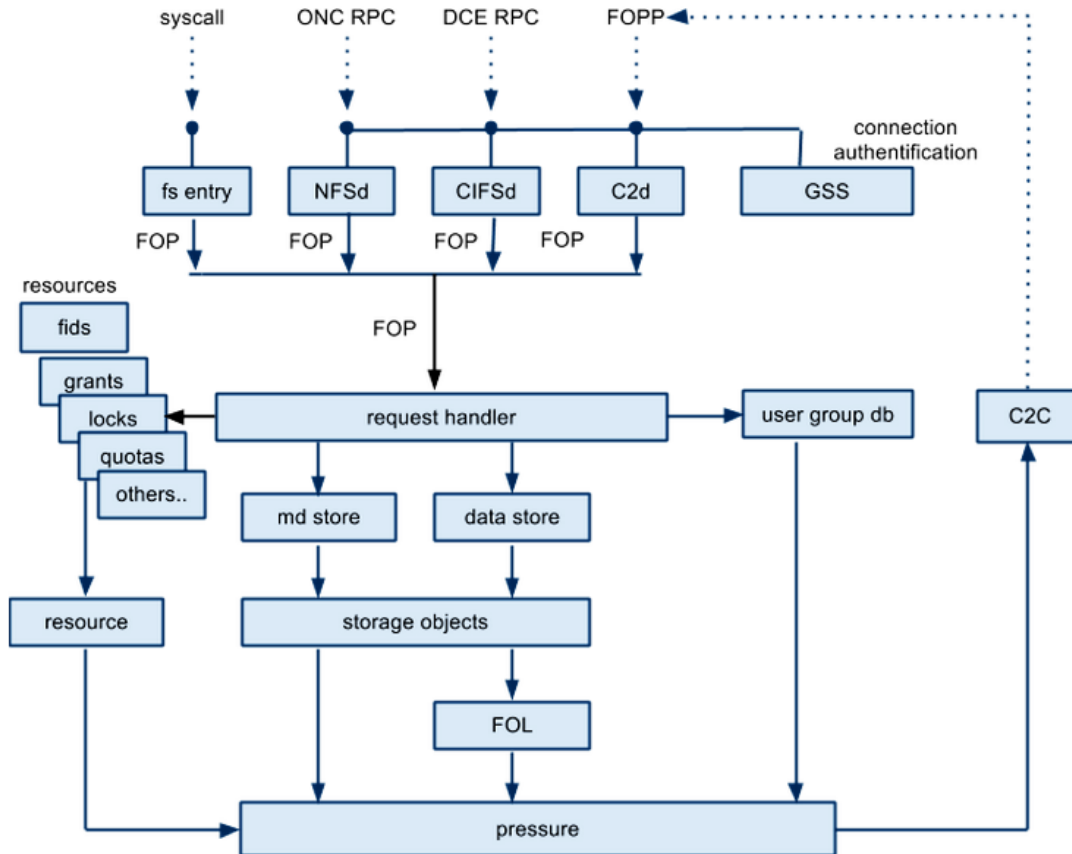 syscall
ONC RPC
DCE RPC
FOPP
connection
authentification
fs entry
NFSd
CIFSd
C2d
GSS
FOP
FOP
FOP
FOP
resources
fids
FOP
grants
locks
quotas
others..
request handler
user group db
C2C
md store
data store
resource
storage objects
FOL
pressure